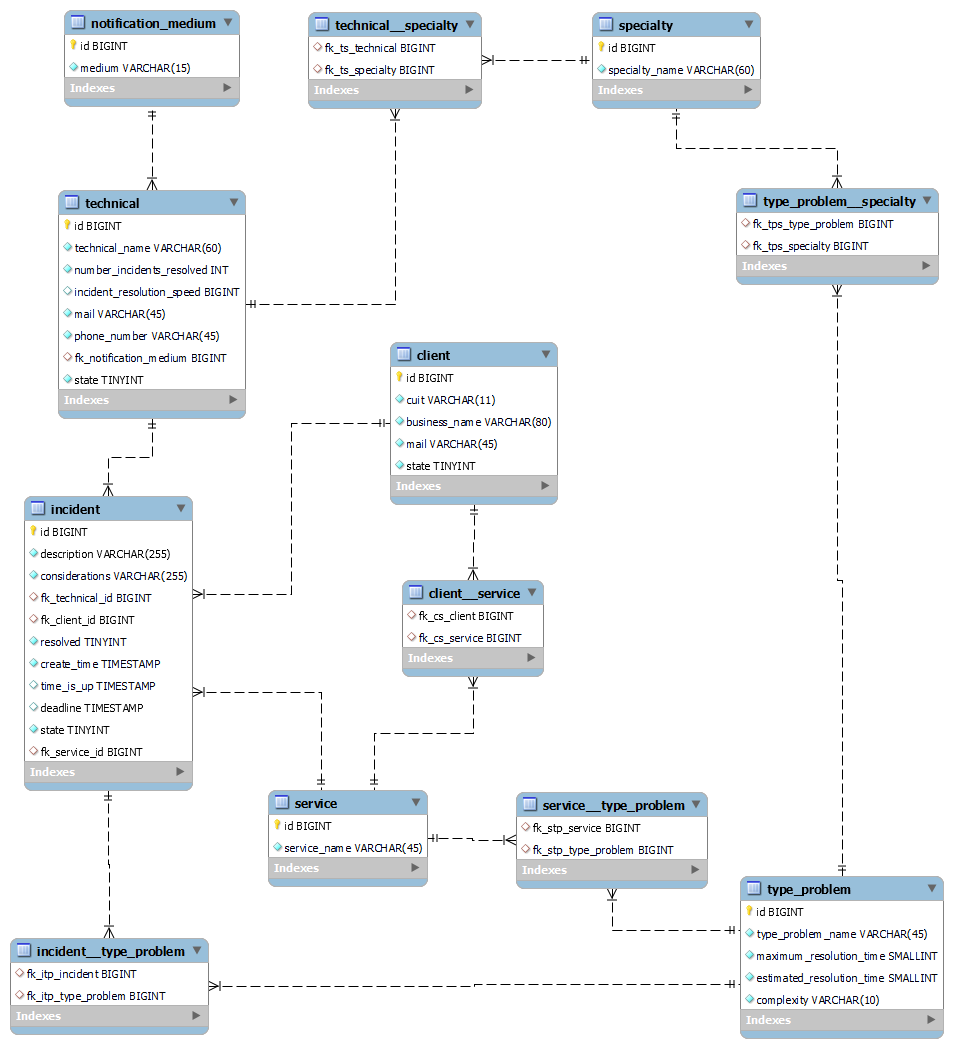 notification_medium
id BIGINT
medium VARCHAR(15)
Indexes
technical__specialty
fk_ts_technical BIGINT
fk_ts_specialty BIGINT
Indexes
specialty
id BIGINT
specialty_name VARCHAR(60)
Indexes
technical
id BIGINT
technical_name VARCHAR(60)
number_incidents_resolved INT
incident_resolution_speed BIGINT
mail VARCHAR(45)
phone_number VARCHAR(45)
fk_notification_medium BIGINT
state TINYINT
Indexes
type_problem__specialty
fk_tps_type_problem BIGINT
fk_tps_specialty BIGINT
Indexes
client
id BIGINT
cuit VARCHAR(11)
business_name VARCHAR(80)
mail VARCHAR(45)
state TINYINT
Indexes
incident
id BIGINT
description VARCHAR(255)
considerations VARCHAR(255)
fk_technical_id BIGINT
fk_client_id BIGINT
resolved TINYINT
create_time TIMESTAMP
time_is_up TIMESTAMP
deadline TIMESTAMP
state TINYINT
fk_service_id BIGINT
Indexes
client__service
fk_cs_client BIGINT
fk_cs_service BIGINT
Indexes
service
id BIGINT
service_name VARCHAR(45)
Indexes
service__type_problem
fk_stp_service BIGINT
fk_stp_type_problem BIGINT
Indexes
type_problem
id BIGINT
type_problem_name VARCHAR(45)
maximum_resolution_time SMALLINT
estimated_resolution_time SMALLINT
complexity VARCHAR(10)
Indexes
incident__type_problem
fk_itp_incident BIGINT
fk_itp_type_problem BIGINT
Indexes